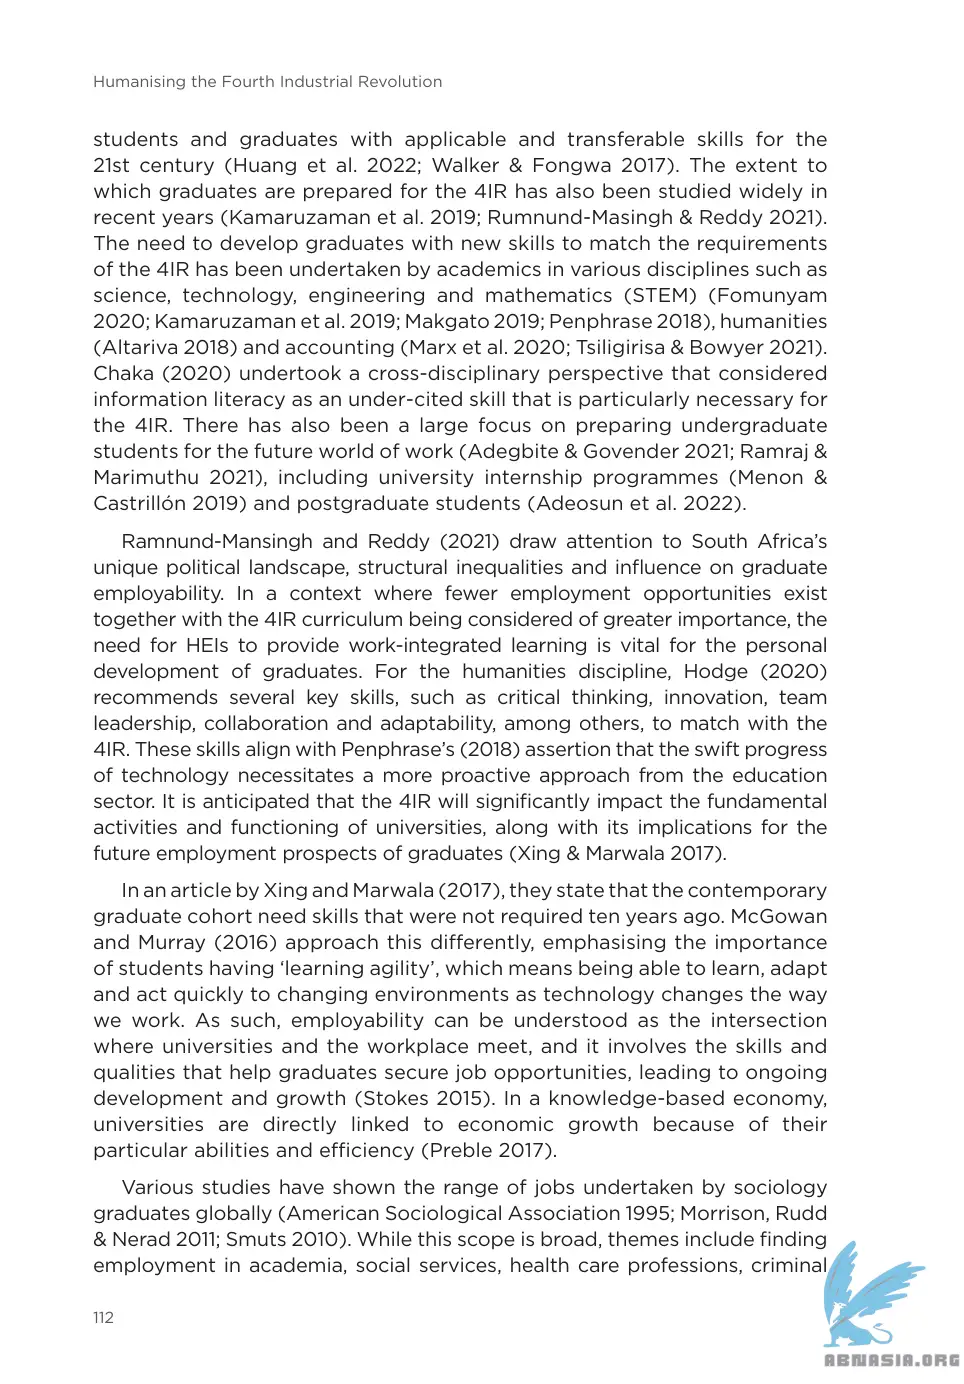 Humanising the Fourth Industrial Revolution
students and graduates with applicable and transferable skills for the
21st century (Huang et al. 2022; Walker & Fongwa 2017). The extent to
which graduates are prepared for the 4IR has also been studied widely in
recent years (Kamaruzaman et al. 2019; Rumnund-Masingh & Reddy 2021).
The need to develop graduates with new skills to match the requirements
of the 4IR has been undertaken by academics in various disciplines such as
science, technology, engineering and mathematics (STEM) (Fomunyam
2020; Kamaruzaman et al. 2019; Makgato 2019; Penphrase 2018), humanities
(Altariva 2018) and accounting (Marx et al. 2020; Tsiligirisa & Bowyer 2021).
Chaka (2020) undertook a cross-disciplinary perspective that considered
information literacy as an under-cited skill that is particularly necessary for
the 4IR. There has also been a large focus on preparing undergraduate
students for the future world of work (Adegbite & Govender 2021; Ramraj &
Marimuthu 2021), including university internship programmes (Menon &
Castrillón 2019) and postgraduate students (Adeosun et al. 2022).
Ramnund-Mansingh and Reddy (2021) draw attention to South Africa's
unique political landscape, structural inequalities and influence on graduate
employability. In a context where fewer employment opportunities exist
together with the 4IR curriculum being considered of greater importance, the
need for HEIs to provide work-integrated learning is vital for the personal
development of graduates. For the humanities discipline, Hodge (2020)
recommends several key skills, such as critical thinking, innovation, team
leadership, collaboration and adaptability, among others, to match with the
4IR. These skills align with Penphrase's (2018) assertion that the swift progress
of technology necessitates a more proactive approach from the education
sector. It is anticipated that the 4IR will significantly impact the fundamental
activities and functioning of universities, along with its implications for the
future employment prospects of graduates (Xing & Marwala 2017).
In an article by Xing and Marwala (2017), they state that the contemporary
graduate cohort need skills that were not required ten years ago. McGowan
and Murray (2016) approach this differently, emphasising the importance
of students having 'learning agility', which means being able to learn, adapt
and act quickly to changing environments as technology changes the way
we work. As such, employability can be understood as the intersection
where universities and the workplace meet, and it involves the skills and
qualities that help graduates secure job opportunities, leading to ongoing
development and growth (Stokes 2015). In a knowledge-based economy,
universities are directly linked to economic growth because of their
particular abilities and efficiency (Preble 2017).
Various studies have shown the range of jobs undertaken by sociology
graduates globally (American Sociological Association 1995; Morrison, Rudd
& Nerad 2011; Smuts 2010). While this scope is broad, themes include finding
employment in academia, social services, health care professions, criminal
112
ABNASIA.ORG